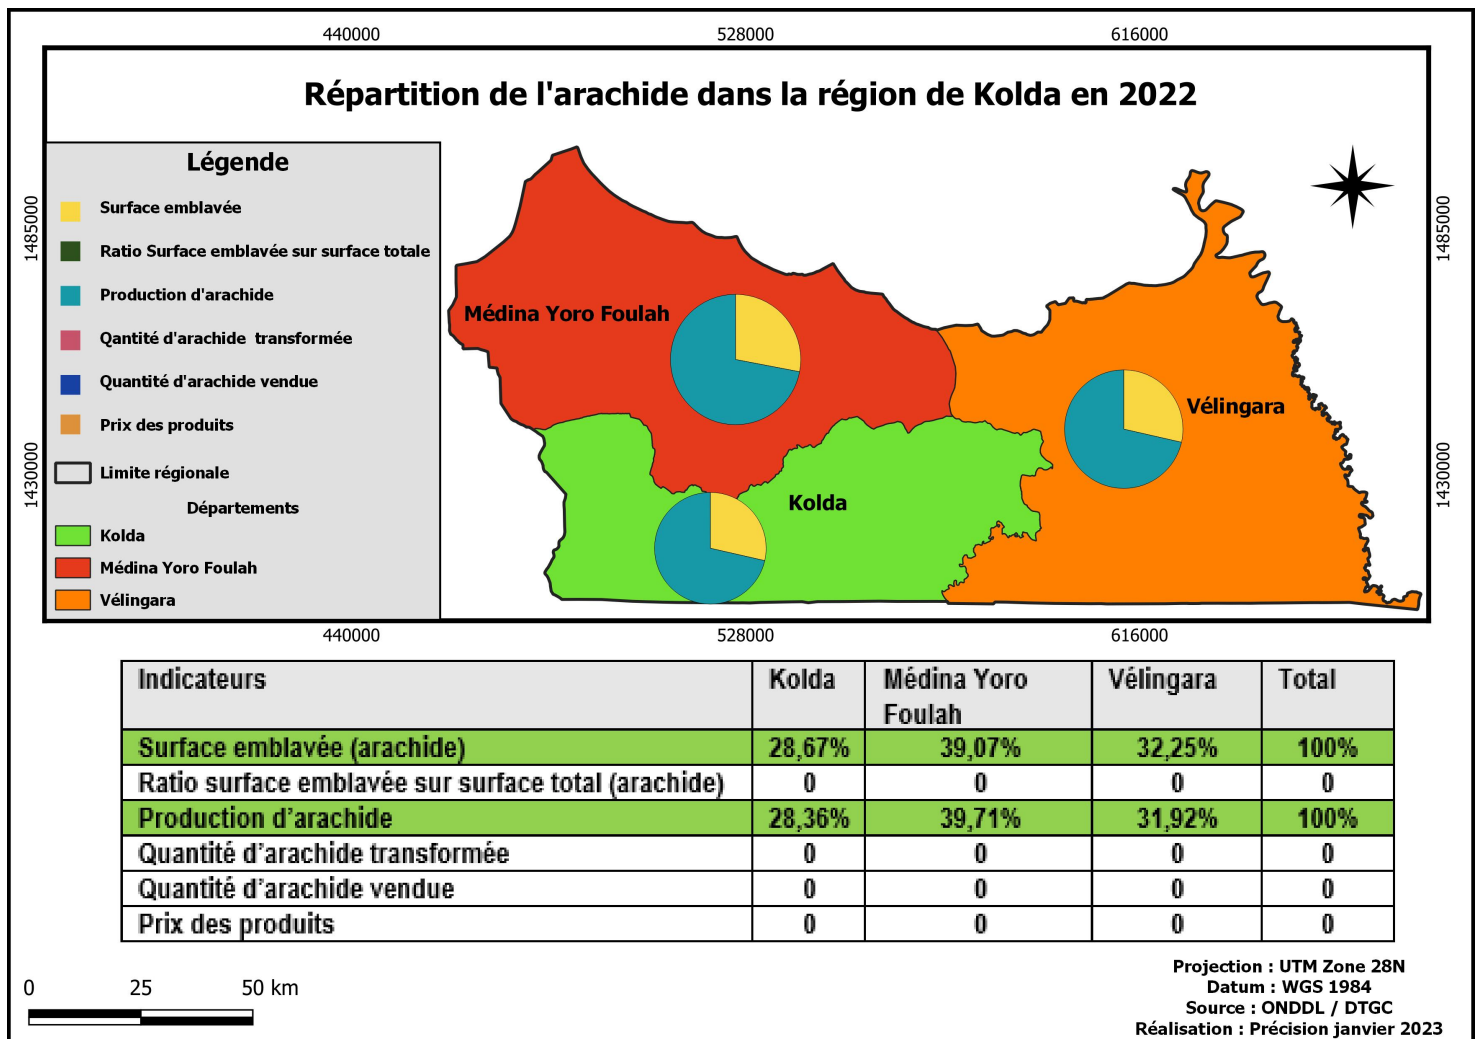 440000 528000 616000
Répartition de l'arachide dans la région de Kolda en 2022
Légende
Surface emblavée
Ratio Surface emblavée sur surface totale
Production d'arachide
Qantité d'arachide transformée
Quantité d'arachide vendue
Prix des produits
Limite régionale
Départements
Kolda
Médina Yoro Foulah
Vélingara
1485000
1430000
Médina Yoro Foulah
Vélingara
Kolda
1485000
1430000
440000 528000 616000
Indicateurs Kolda Médina Yoro Foulah Vélingara Total
Surface emblavée (arachide) 28,67% 39,07% 32,25% 100%
Ratio surface emblavée sur surface total (arachide) 0 0 0 0
Production d'arachide 28,36% 39,71% 31,92% 100%
Quantité d'arachide transformée 0 0 0 0
Quantité d'arachide vendue 0 0 0 0
Prix des produits 0 0 0 0
0 25 50 km
Projection : UTM Zone 28N
Datum : WGS 1984
Source : ONDDL / DTGC
Réalisation : Précision janvier 2023